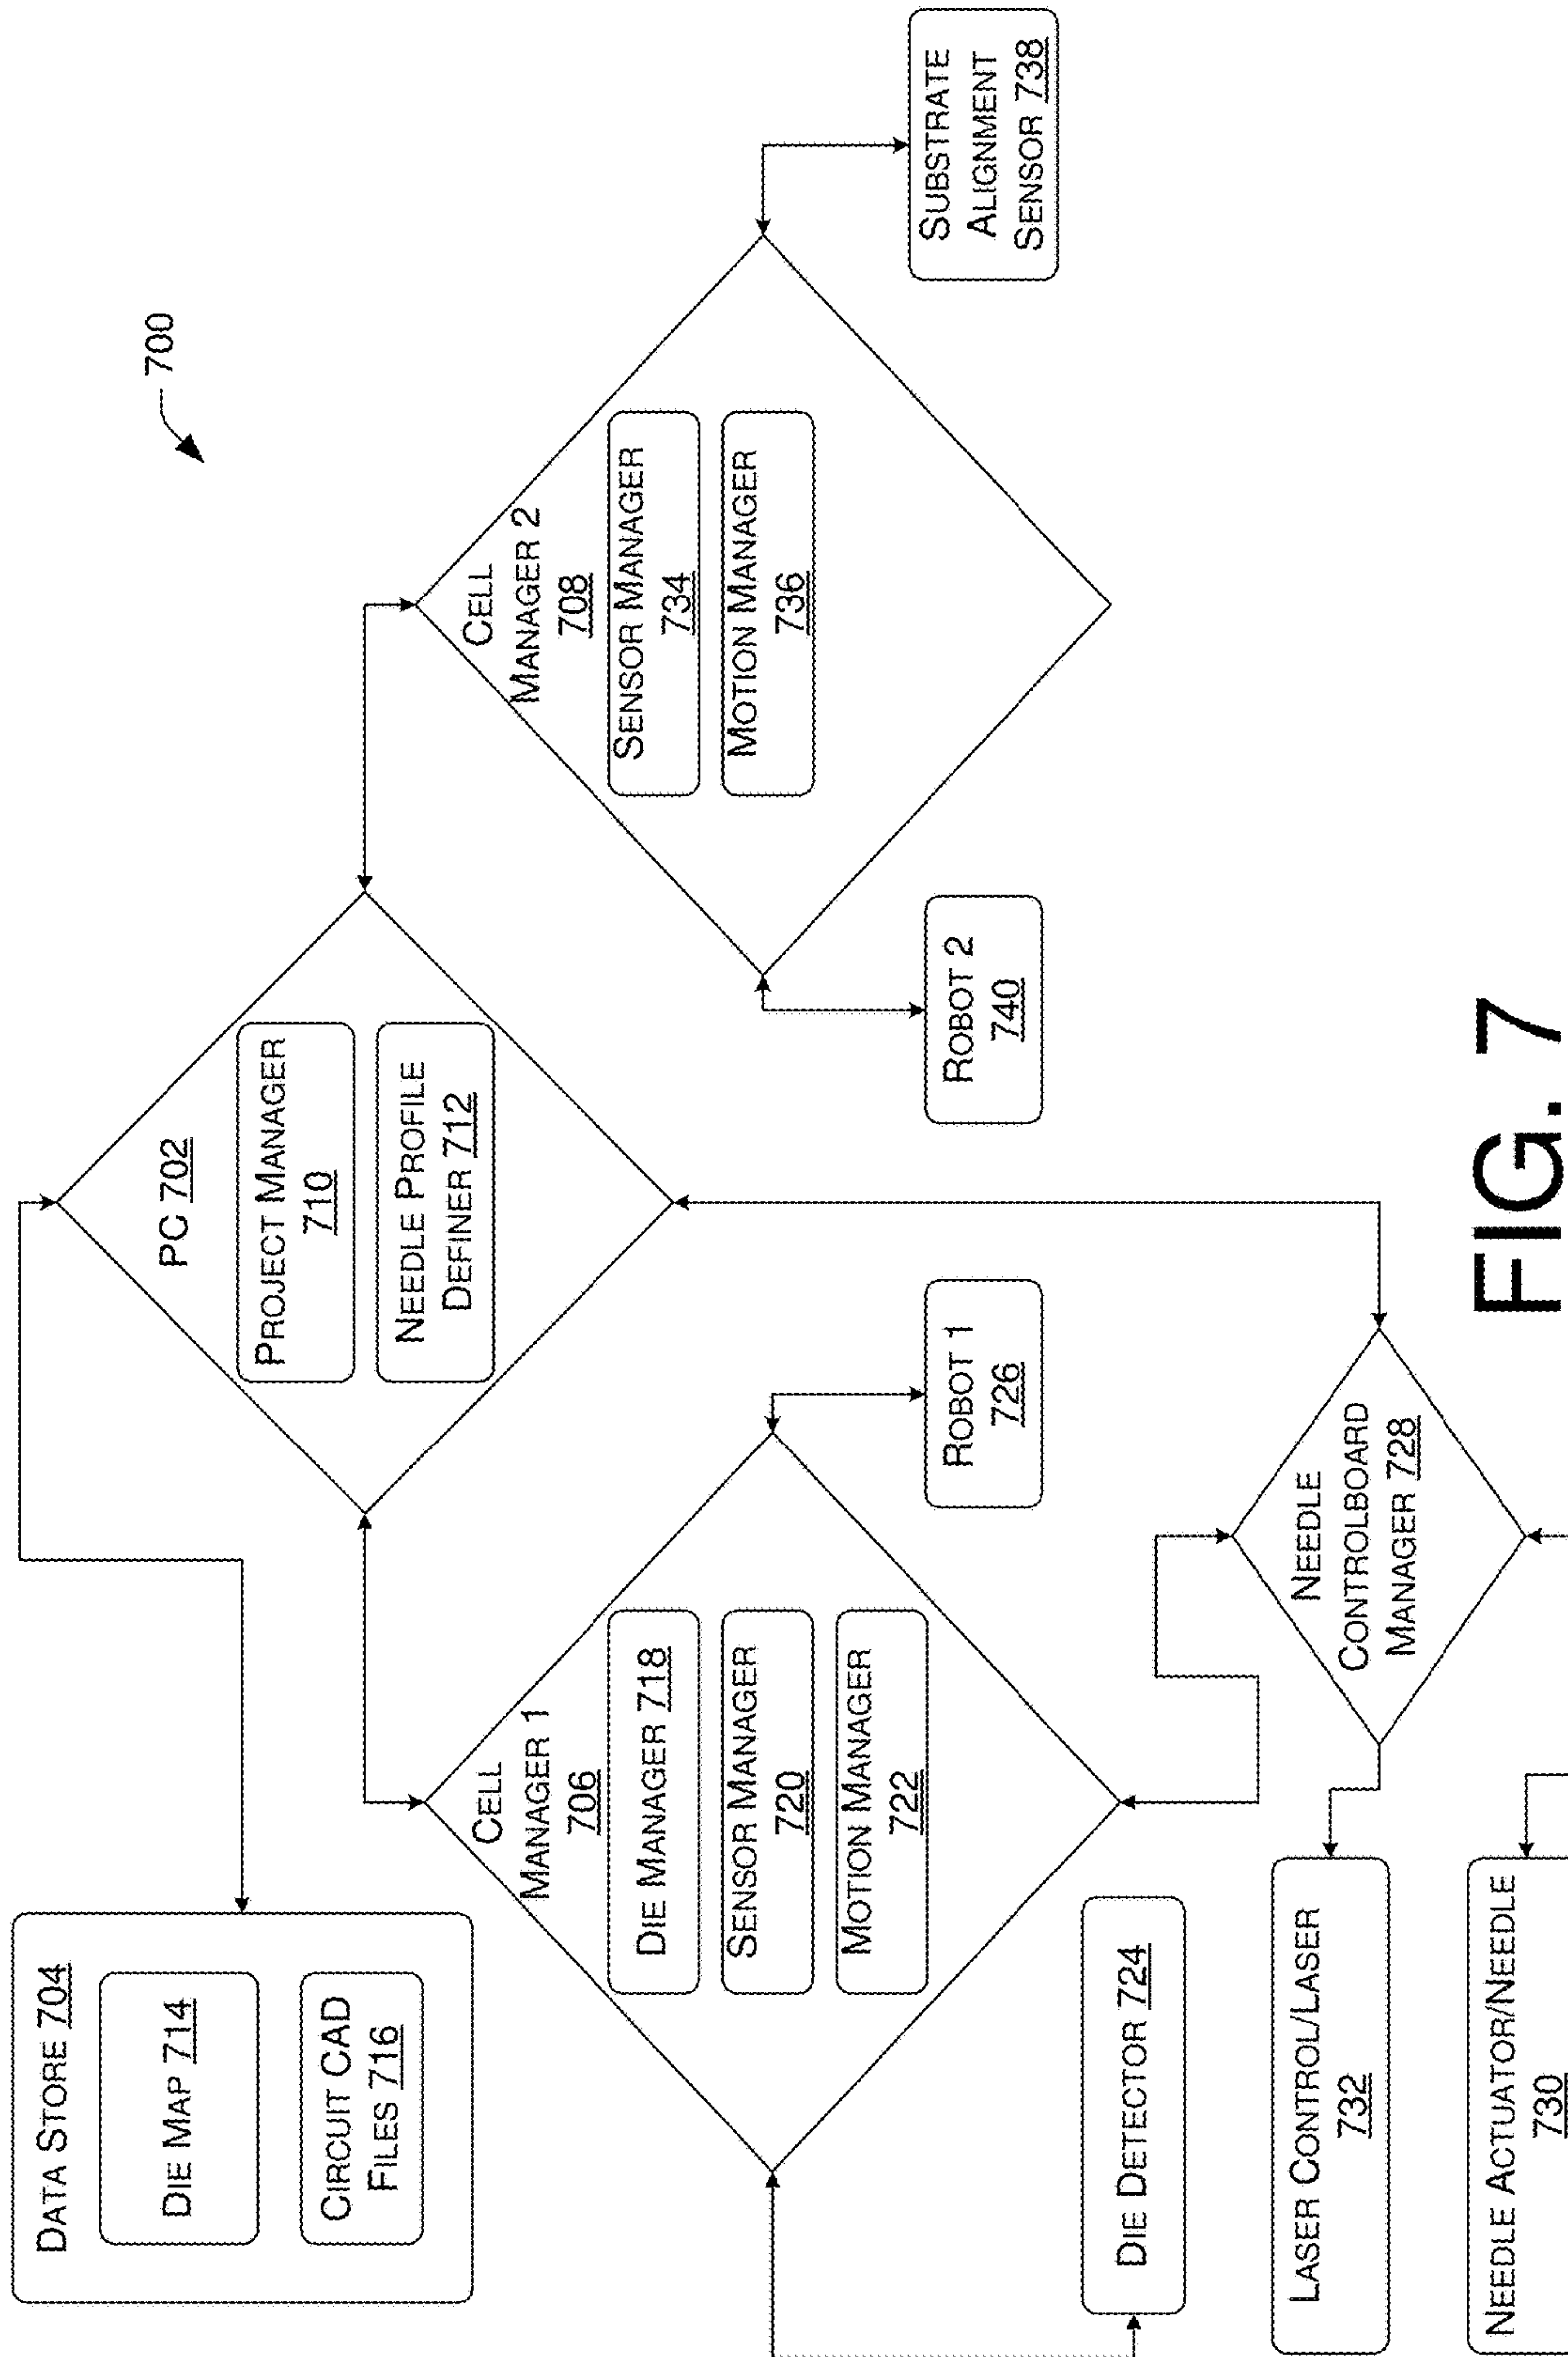 700
DATA STORE 704
DIE MAP 714
CIRCUIT CAD
FILES 716
PC 702
PROJECT MANAGER
710
NEEDLE PROFILE
DEFINER 712
CELL
MANAGER 1
706
DIE MANAGER 718
SENSOR MANAGER
720
MOTION MANAGER
722
CELL
MANAGER 2
708
SENSOR MANAGER
734
MOTION MANAGER
736
SUBSTRATE
ALIGNMENT
SENSOR 738
ROBOT 1
726
ROBOT 2
740
DIE DETECTOR 724
NEEDLE
CONTROLBOARD
MANAGER 728
LASER CONTROL/LASER
732
NEEDLE ACTUATOR/NEEDLE
730
FIG. 7